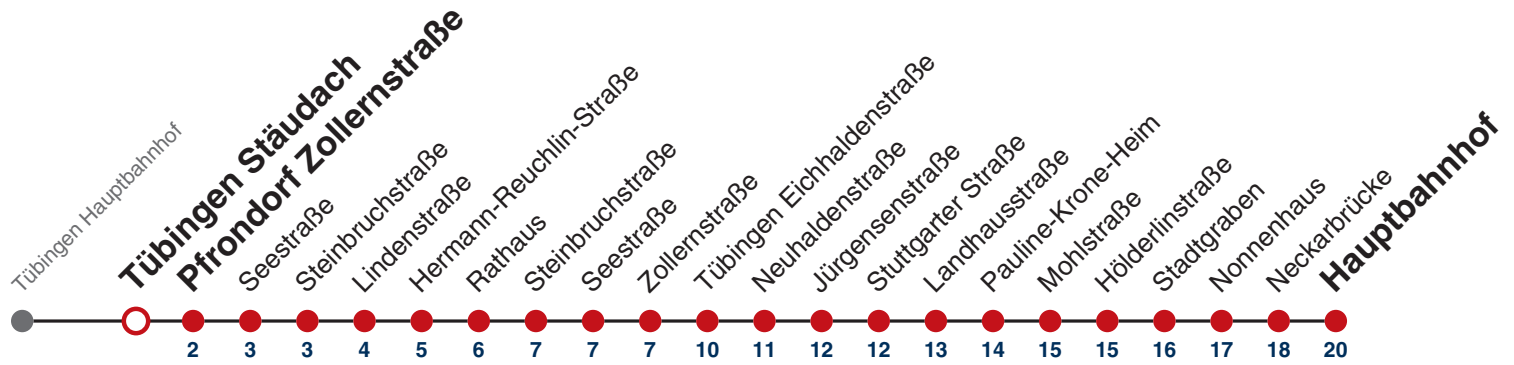 Tübingen Hauptbahnhof
Tübingen Stäudach
Pfrondorf Zollernstraße
Seestraße
Steinbruchstraße
Lindenstraße
Hermann-Reuchlin-Straße
Rathaus
Steinbruchstraße
Seestraße
Zollernstraße
Tübingen Eichhaldenstraße
Neuhaldenstraße
Jürgensenstraße
Stuttgarter Straße
Landhausstraße
Pauline-Krone-Heim
Mohlstraße
Hölderlinstraße
Stadtgraben
Nonnenhaus
Neckarbrücke
Hauptbahnhof
2 3 3 4 5 6 7 7 7 10 11 12 12 13 14 15 15 16 17 18 20